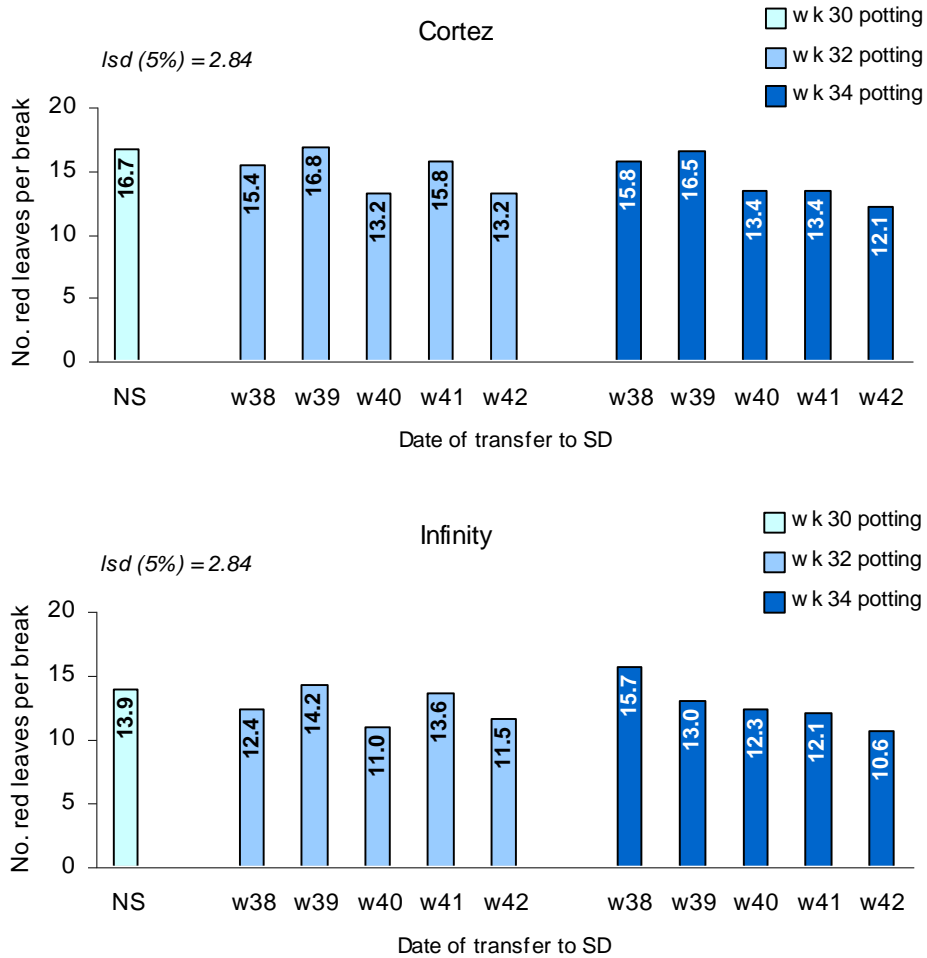 Cortez
lsd (5%) = 2.84
w k 30 potting
w k 32 potting
w k 34 potting
No. red leaves per break
20
15
10
5
0
16.7
15.4
16.8
13.2
15.8
13.2
15.8
16.5
13.4
13.4
12.1
NS w38 w39 w40 w41 w42 w38 w39 w40 w41 w42
Date of transfer to SD
Infinity
lsd (5%) = 2.84
w k 30 potting
w k 32 potting
w k 34 potting
No. red leaves per break
20
15
10
5
0
13.9
12.4
14.2
11.0
13.6
11.5
15.7
13.0
12.3
12.1
10.6
NS w38 w39 w40 w41 w42 w38 w39 w40 w41 w42
Date of transfer to SD